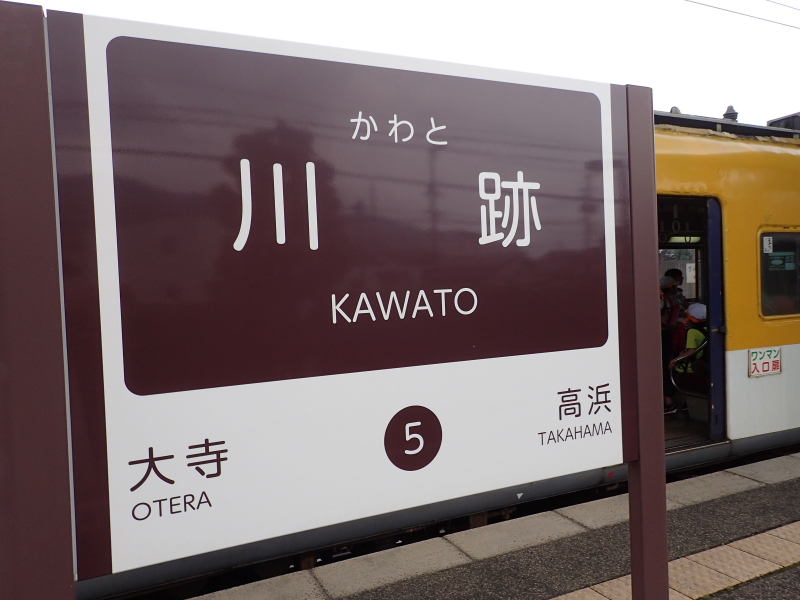 かわと
川 跡
KAWATO
5
大寺
OTERA
高浜
TAKAHAMA
ワンマン
入口扉